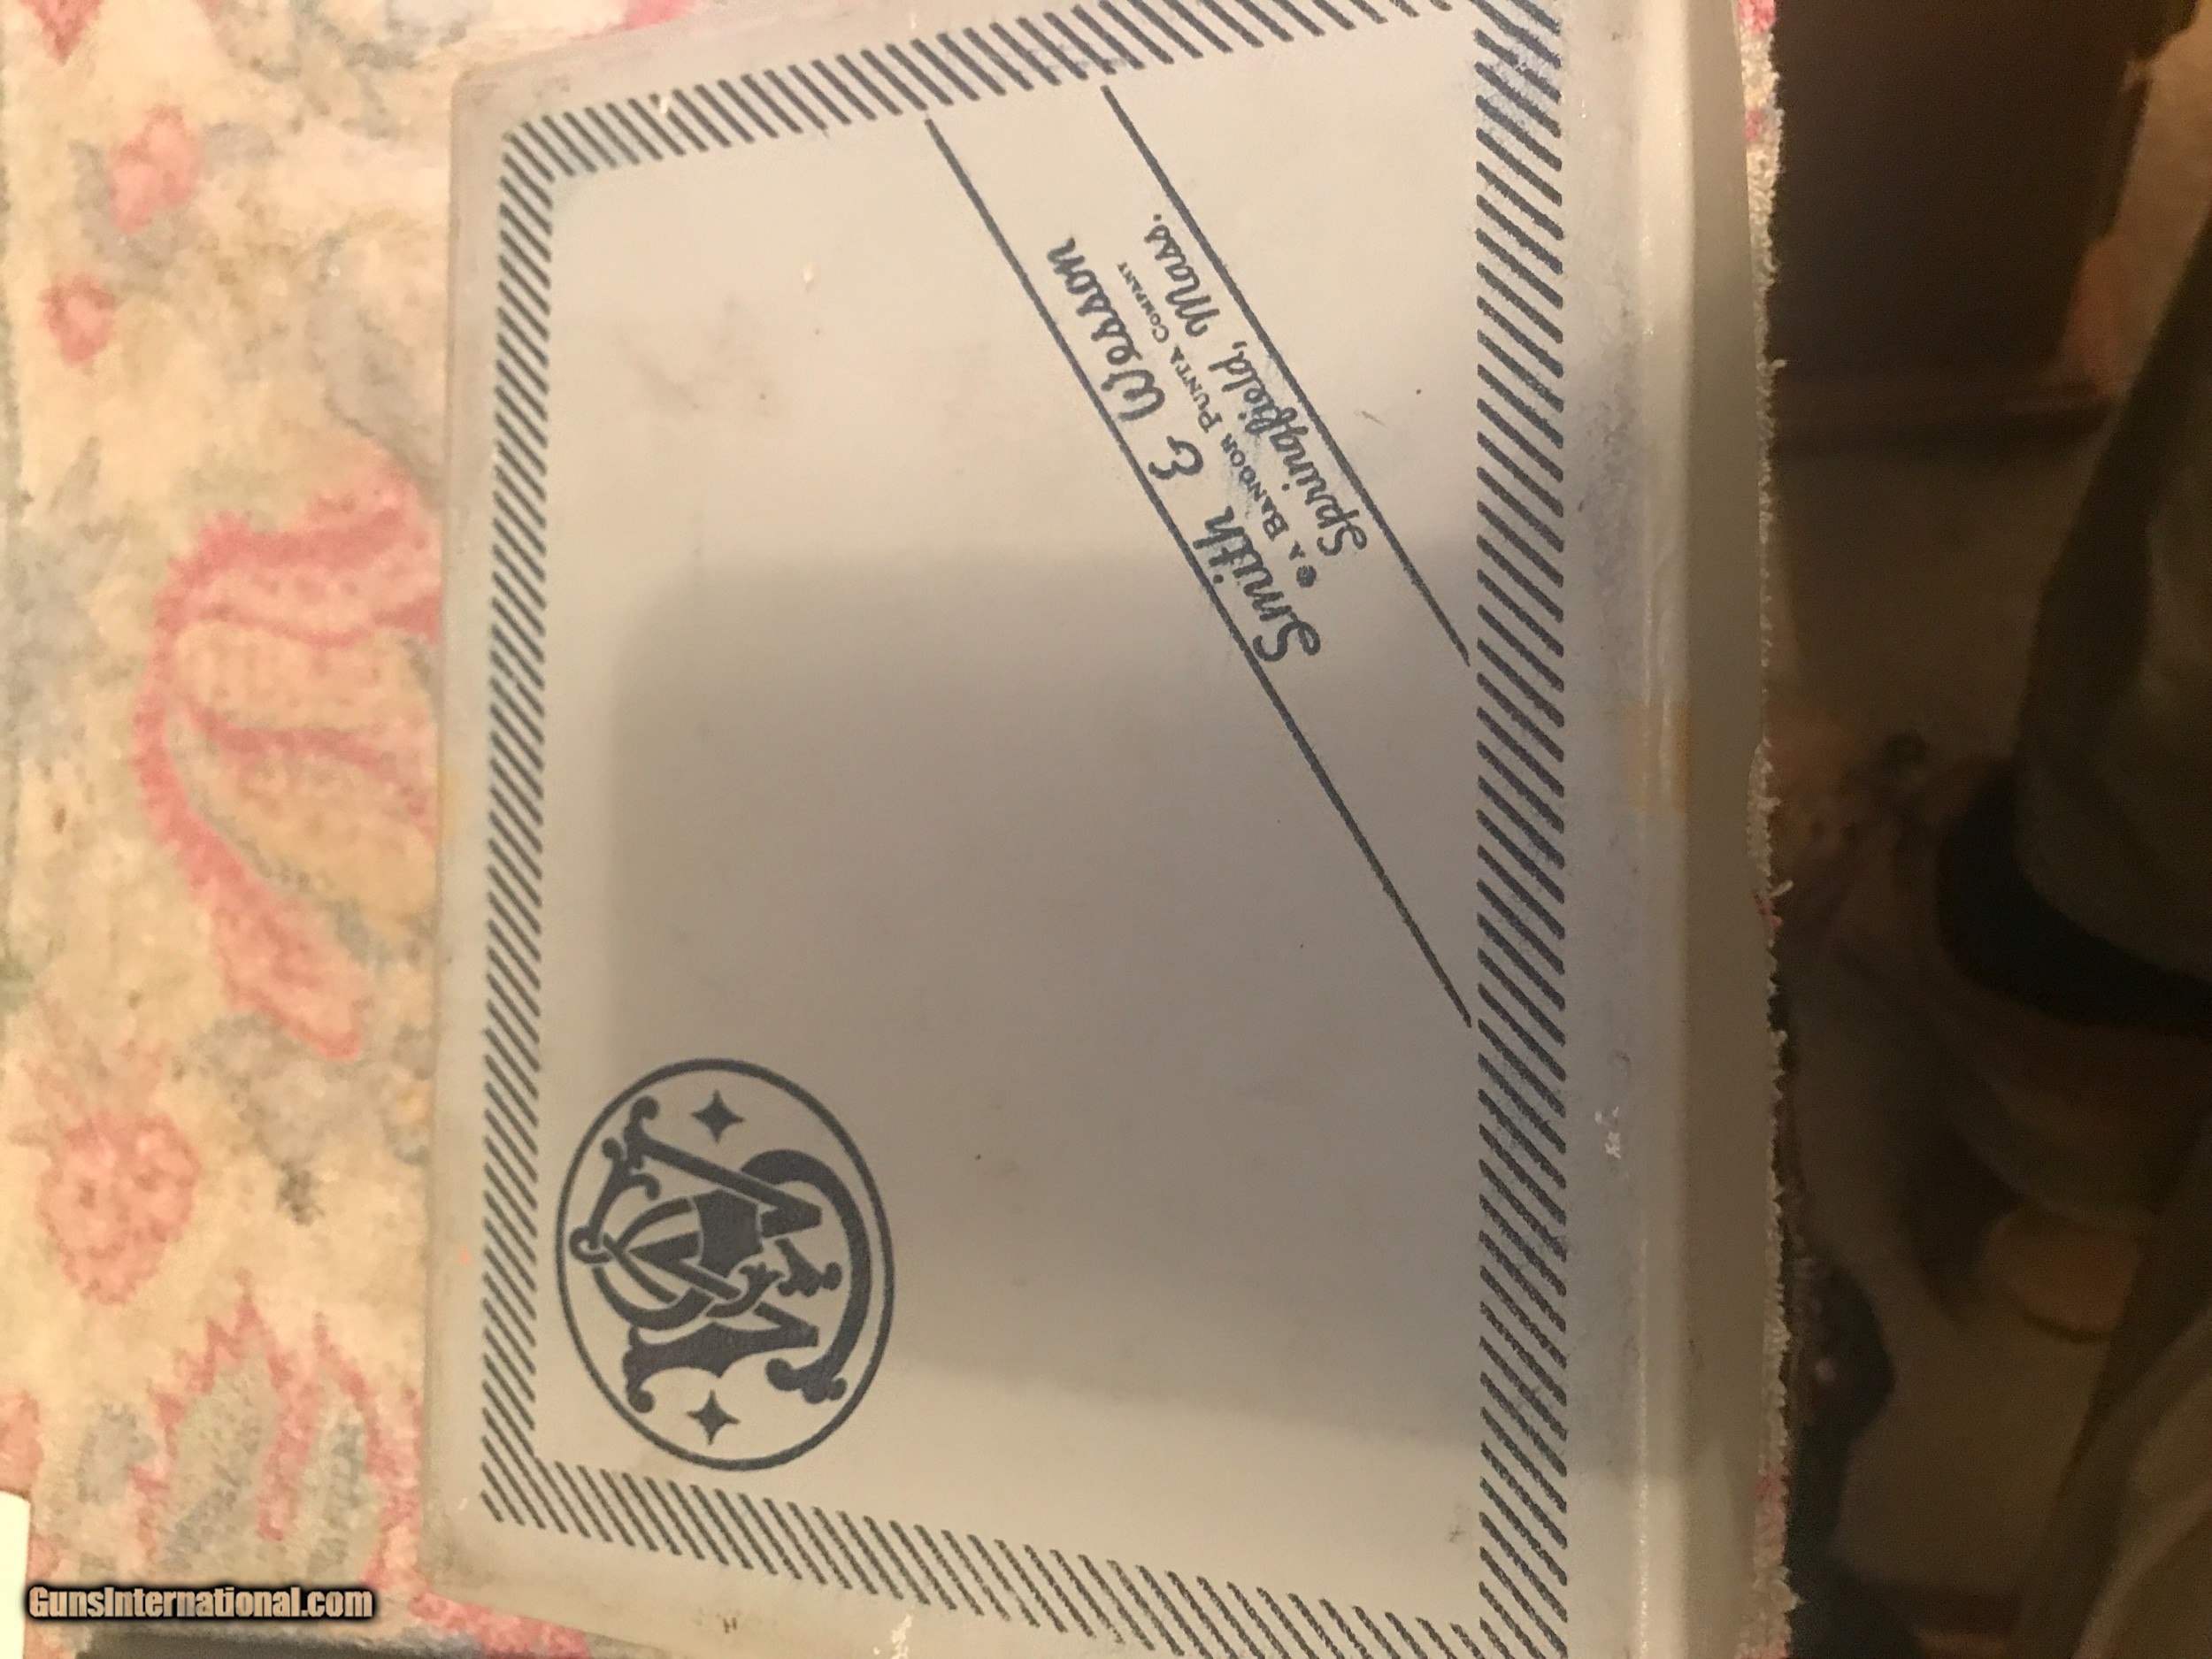 Smith & Wesson
A BANGOR PUNTA COMPANY
Springfield, Mass.
GunsInternational.com